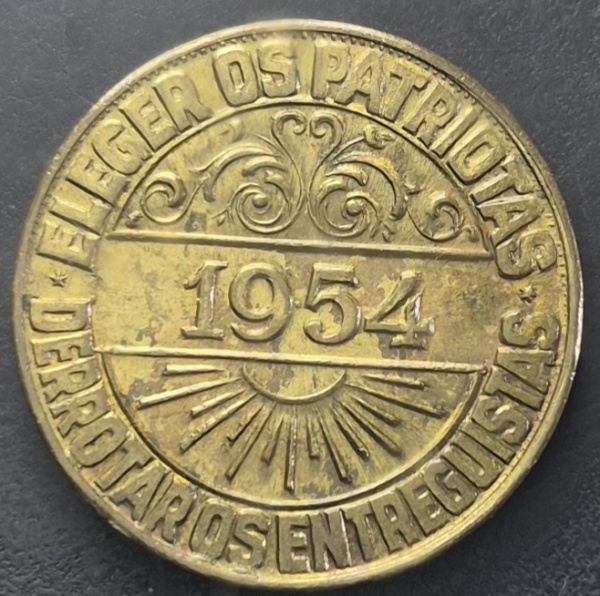 ELEGER OS PATRIOTAS
1954
DERROTAR OS ENTREGUISTAS